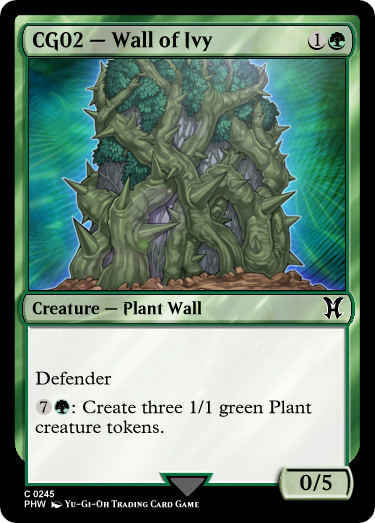 CG02 — Wall of Ivy 1
Creature — Plant Wall H
Defender
7: Create three 1/1 green Plant
creature tokens.
0/5
C 0245
PHW Yu-Gi-Oh Trading Card Game